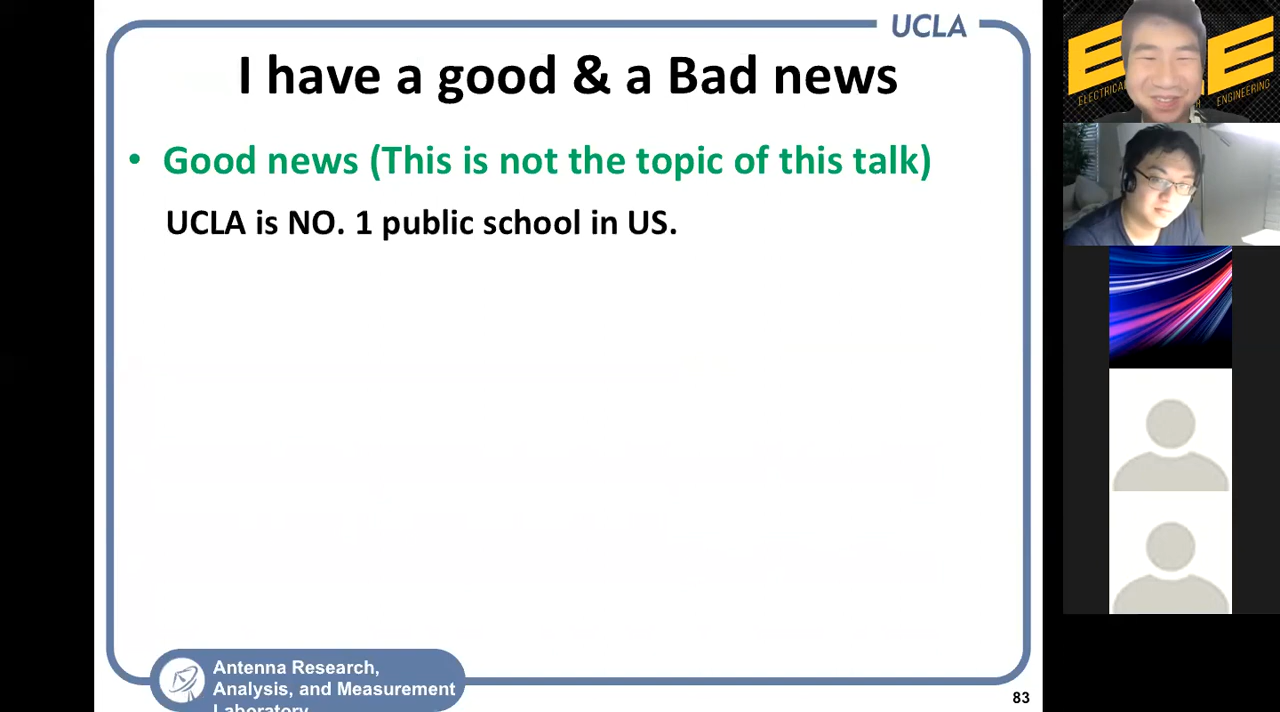 UCLA
I have a good & a Bad news
• Good news (This is not the topic of this talk)
UCLA is NO. 1 public school in US.
Antenna Research,
Analysis, and Measurement
Laboratory
83
ELECTRICAL
ENGINEERING